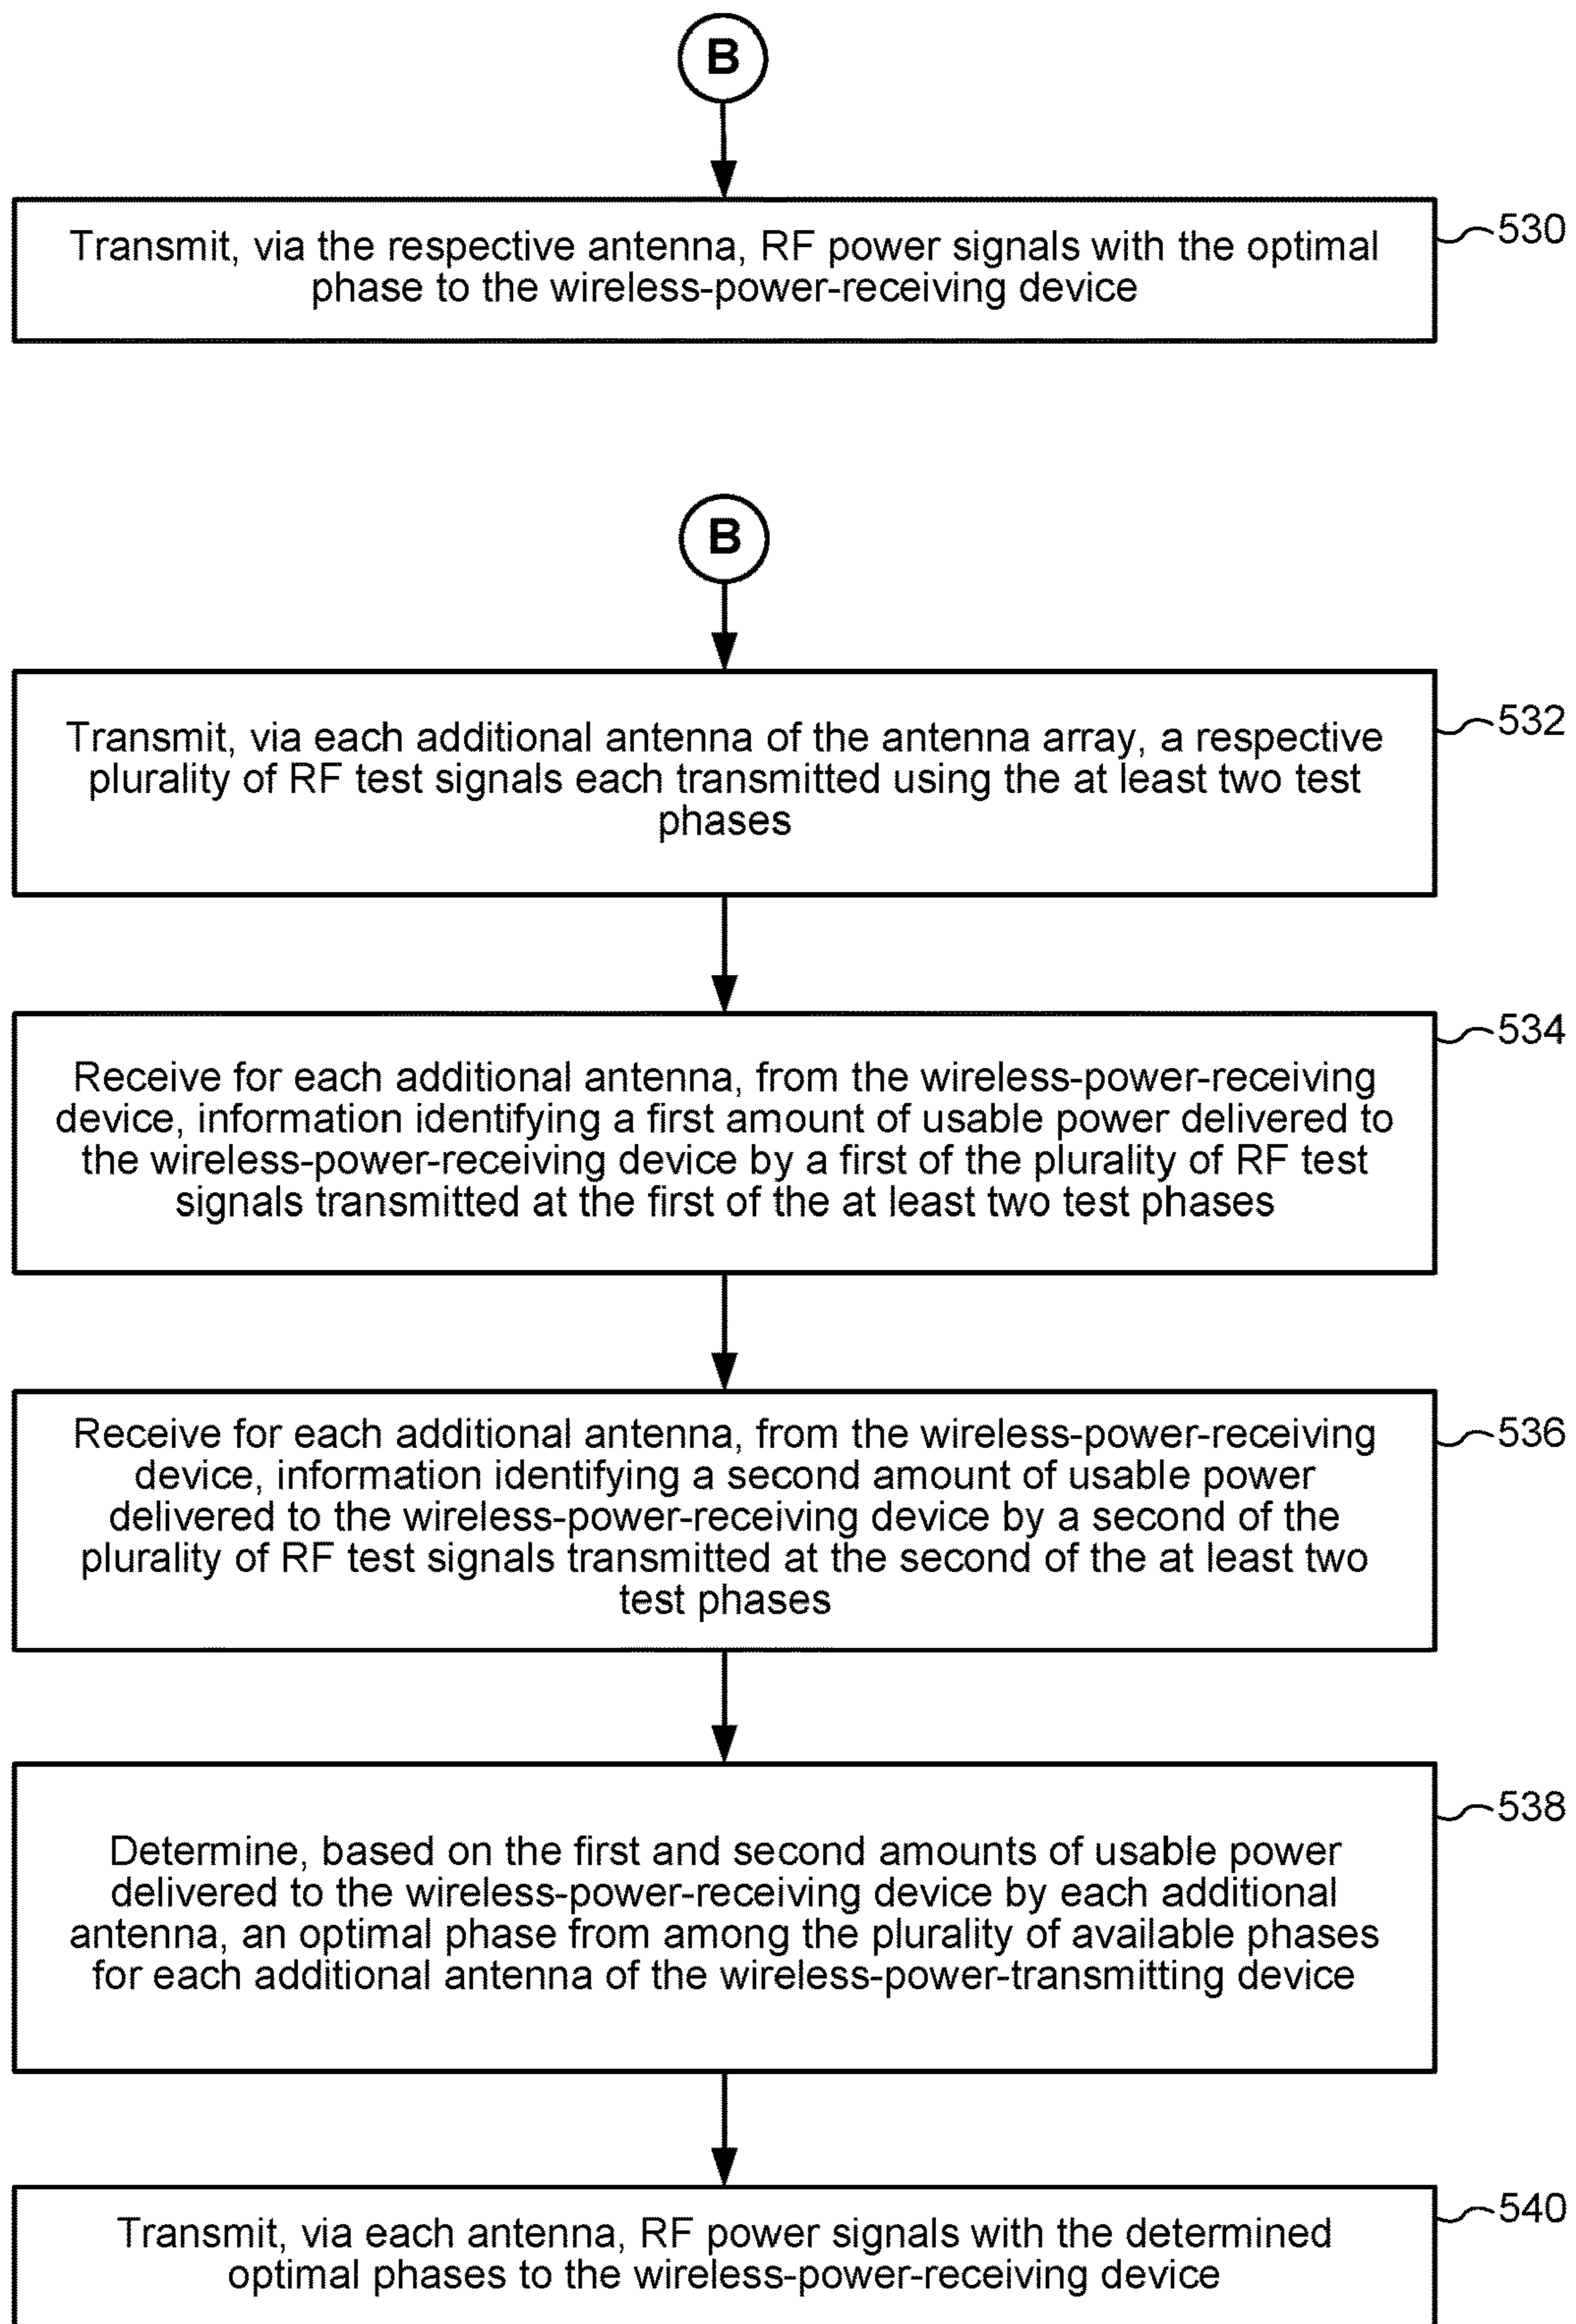 B
Transmit, via the respective antenna, RF power signals with the optimal
phase to the wireless-power-receiving device
530
B
Transmit, via each additional antenna of the antenna array, a respective
plurality of RF test signals each transmitted using the at least two test
phases
532
Receive for each additional antenna, from the wireless-power-receiving
device, information identifying a first amount of usable power delivered to
the wireless-power-receiving device by a first of the plurality of RF test
signals transmitted at the first of the at least two test phases
534
Receive for each additional antenna, from the wireless-power-receiving
device, information identifying a second amount of usable power
delivered to the wireless-power-receiving device by a second of the
plurality of RF test signals transmitted at the second of the at least two
test phases
536
Determine, based on the first and second amounts of usable power
delivered to the wireless-power-receiving device by each additional
antenna, an optimal phase from among the plurality of available phases
for each additional antenna of the wireless-power-transmitting device
538
Transmit, via each antenna, RF power signals with the determined
optimal phases to the wireless-power-receiving device
540